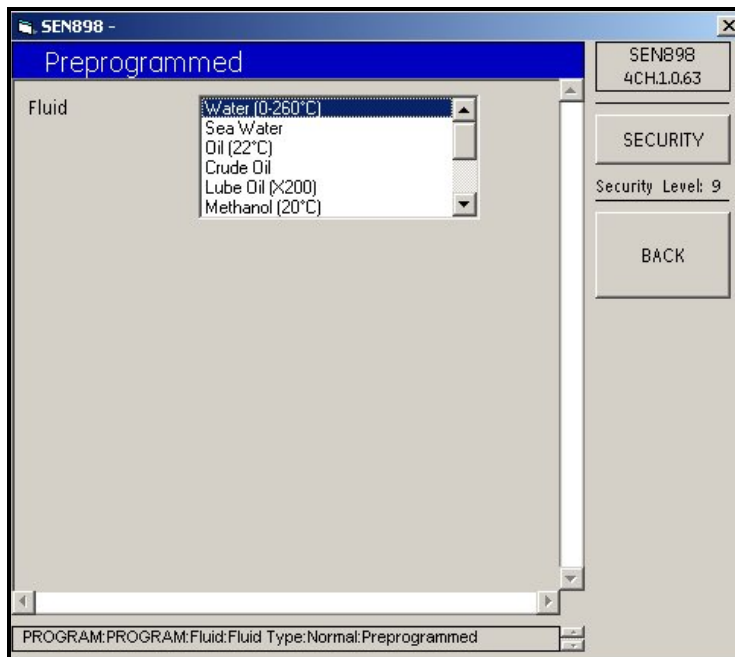 SEN898 -
Preprogrammed
SEN898
4CH.1.0.63
Fluid
Water (0-260°C)
Sea Water
Oil (22°C)
Crude Oil
Lube Oil (X200)
Methanol (20°C)
SECURITY
Security Level: 9
BACK
PROGRAM:PROGRAM:Fluid:Fluid Type:Normal:Preprogrammed